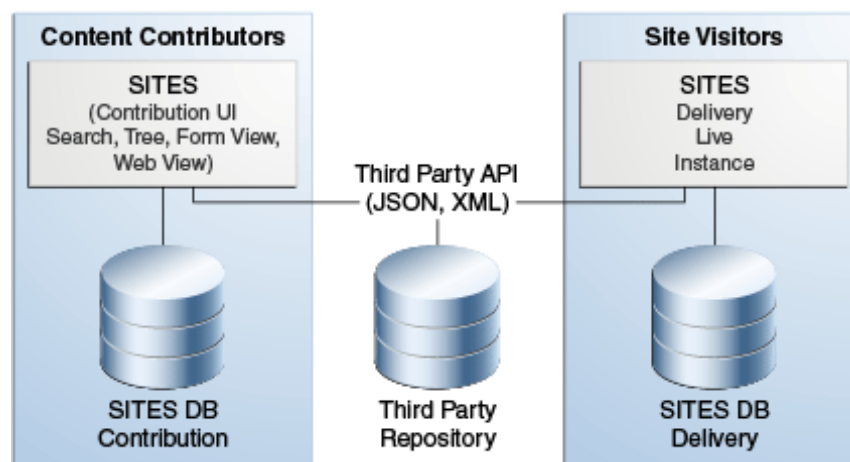 Content Contributors
SITES
(Contribution UI
Search, Tree, Form View,
Web View)
SITES DB
Contribution
Third Party API
(JSON, XML)
Third Party
Repository
Site Visitors
SITES
Delivery
Live
Instance
SITES DB
Delivery